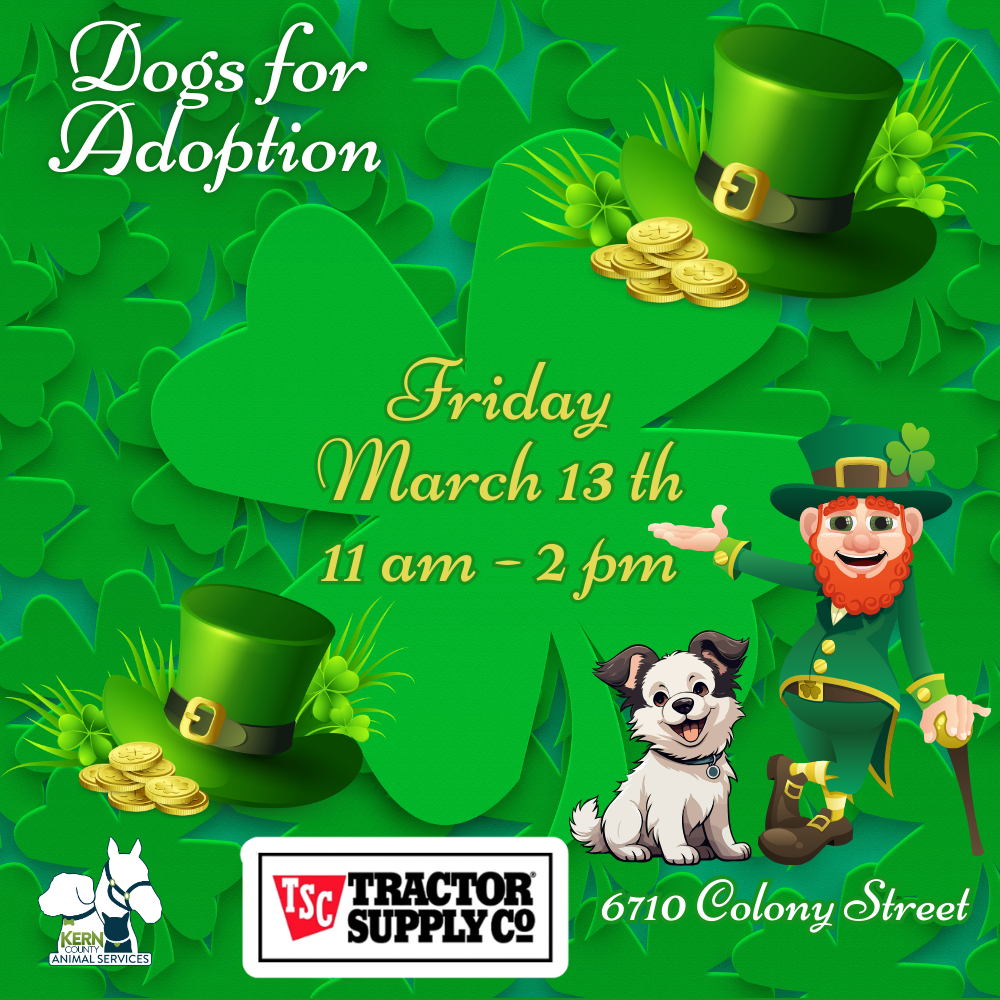 Dogs for
Adoption
Friday
March 13 th
11 am - 2 pm
KERN
COUNTY
ANIMAL SERVICES
TSC TRACTOR
SUPPLY CO
6710 Colony Street